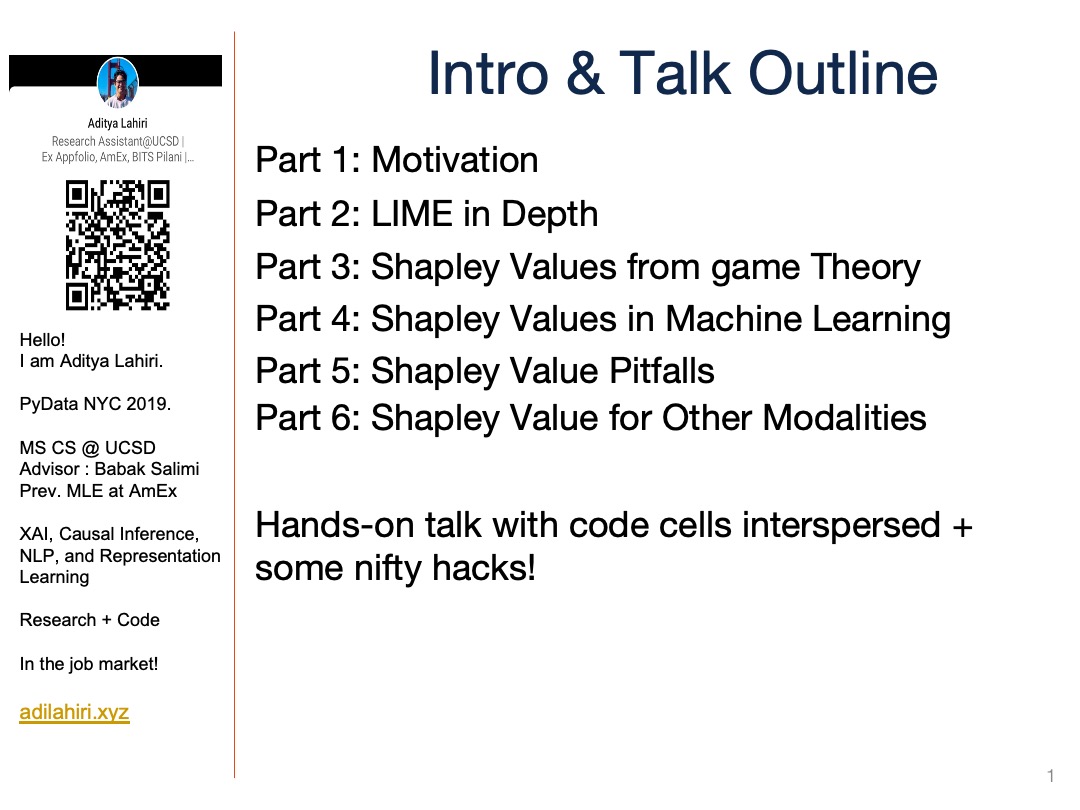 Aditya Lahiri
Research Assistant@UCSD |
Ex Appfolio, AmEx, BITS Pilani |...
Hello!
I am Aditya Lahiri.
PyData NYC 2019.
MS CS @ UCSD
Advisor : Babak Salimi
Prev. MLE at AmEx
XAI, Causal Inference,
NLP, and Representation
Learning
Research + Code
In the job market!
adilahiri.xyz
Intro & Talk Outline
Part 1: Motivation
Part 2: LIME in Depth
Part 3: Shapley Values from game Theory
Part 4: Shapley Values in Machine Learning
Part 5: Shapley Value Pitfalls
Part 6: Shapley Value for Other Modalities
Hands-on talk with code cells interspersed +
some nifty hacks!
1